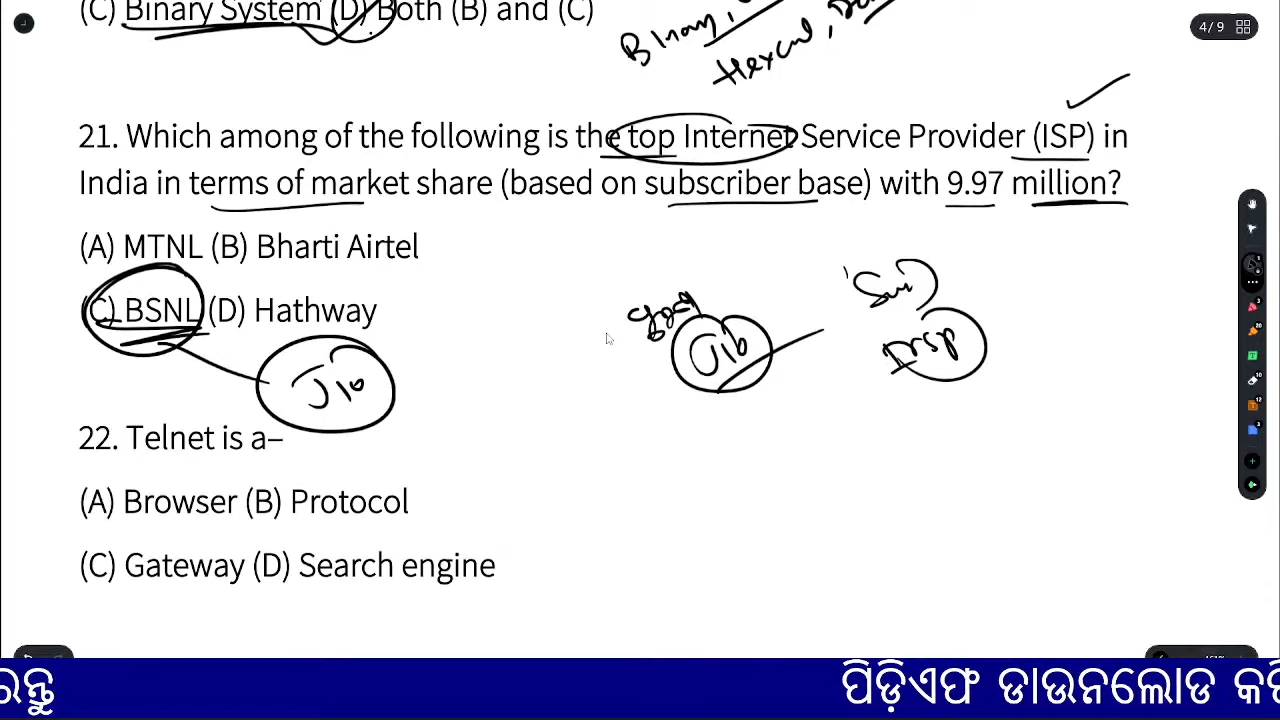 (C) Binary System (D) Both (B) and (C)
Binary,
Hexal,
4/9
21. Which among of the following is the top Internet Service Provider (ISP) in
India in terms of market share (based on subscriber base) with 9.97 million?
(A) MTNL (B) Bharti Airtel
(C) BSNL (D) Hathway
Jio
Jio
22. Telnet is a–
(A) Browser (B) Protocol
(C) Gateway (D) Search engine
ରନ୍ତୁ ପିଡ଼ିଏଫ ଡାଉନଲୋଡ